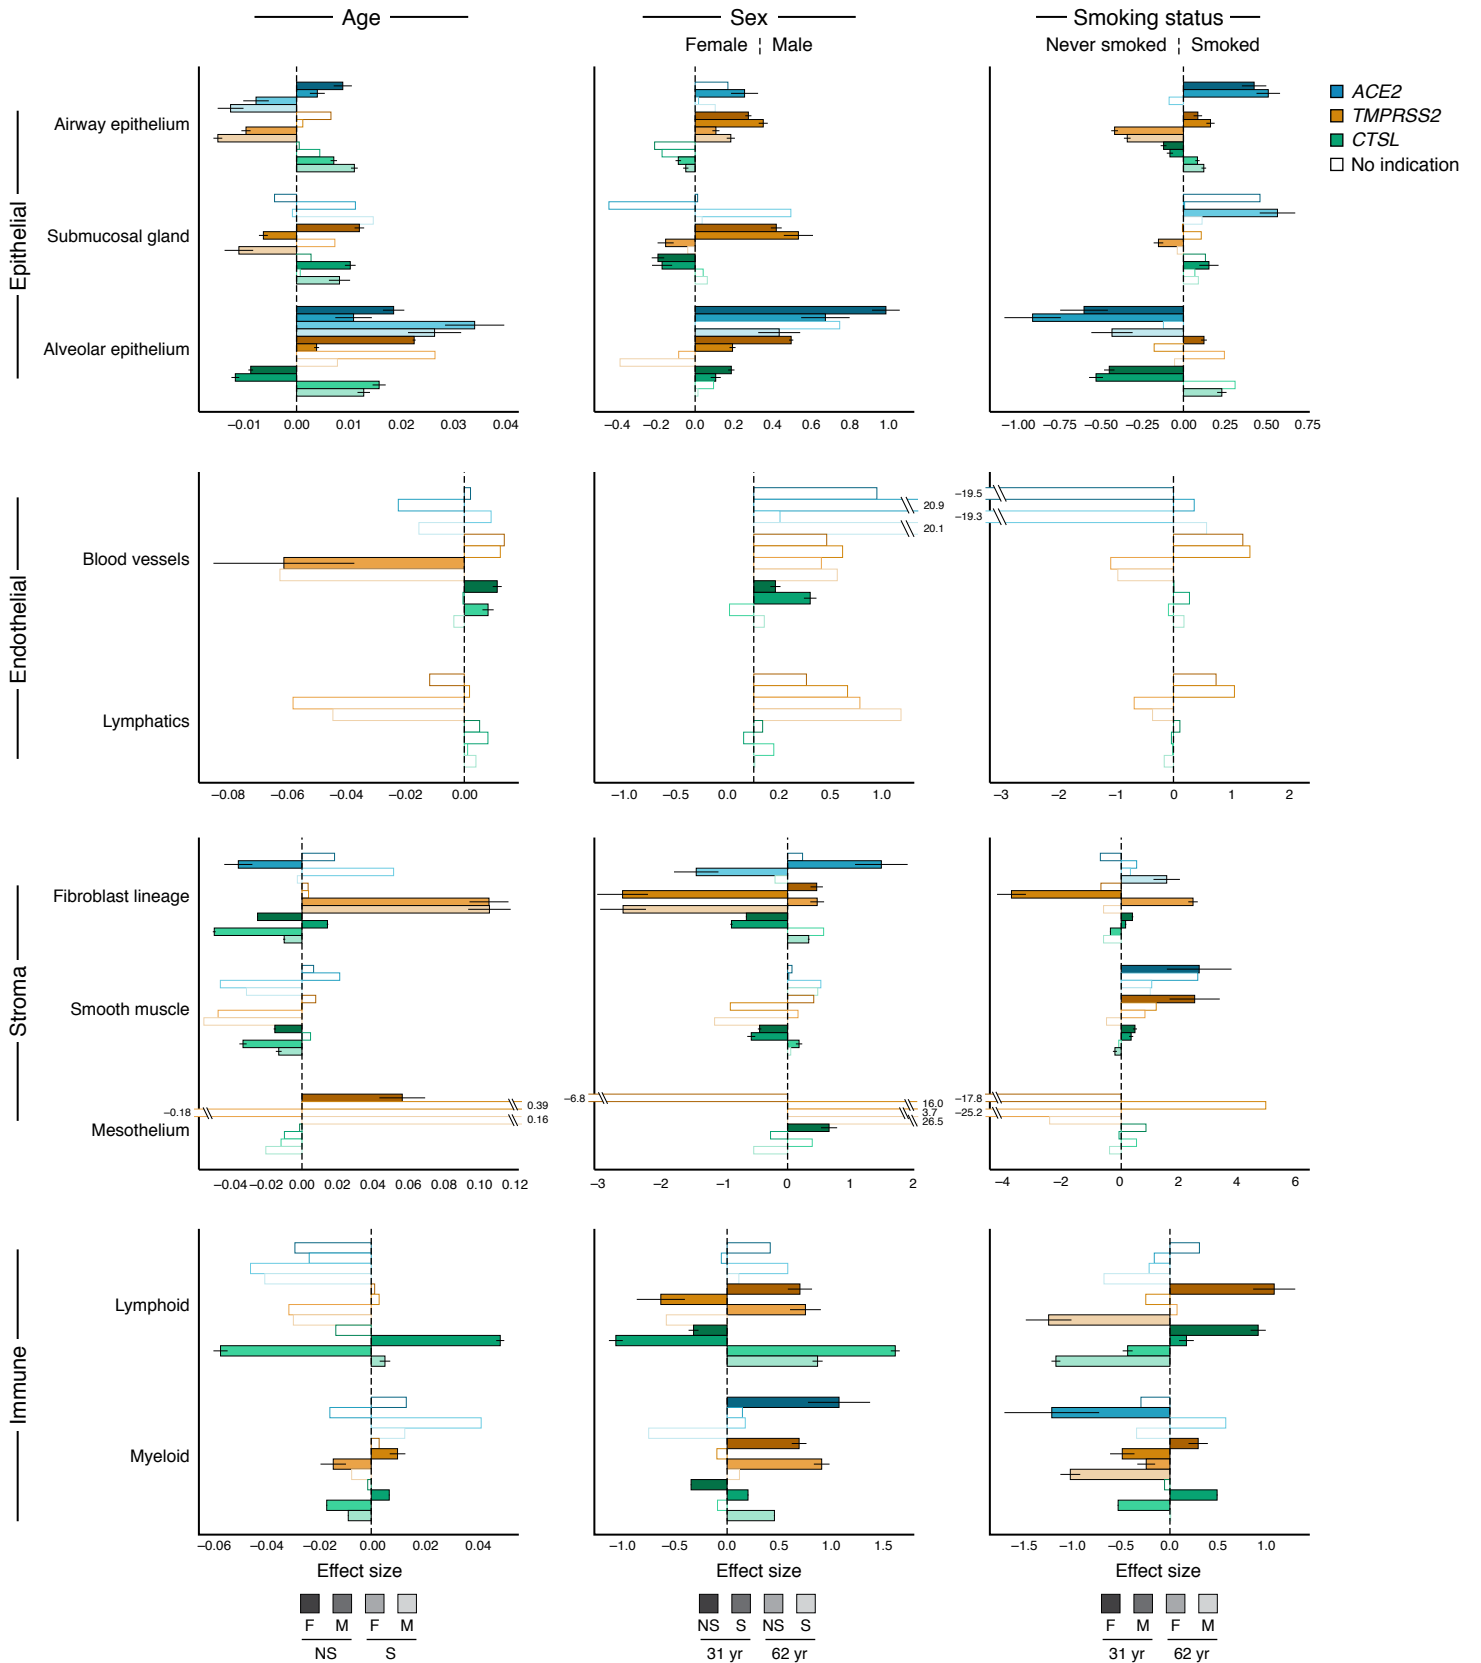 Age
Sex
Smoking status
Female
Male
Never smoked
Smoked
ACE2
TMPRSS2
CTSL
No indication
Epithelial
Airway epithelium
Submucosal gland
Alveolar epithelium
−0.01 0.00 0.01 0.02 0.03 0.04
−0.4 −0.2 0.0 0.2 0.4 0.6 0.8 1.0
−1.00 −0.75 −0.50 −0.25 0.00 0.25 0.50 0.75
Endothelial
Blood vessels
Lymphatics
20.9
20.1
−19.5
−19.3
−0.08 −0.06 −0.04 −0.02 0.00
−1.0 −0.5 0.0 0.2 0.5 1.0
−3 −2 −1 0 1 2
Stroma
Fibroblast lineage
Smooth muscle
Mesothelium
−0.18
0.39
0.16
−6.8
16.0
3.7
26.5
−17.8
−25.2
−0.04 −0.02 0.00 0.02 0.04 0.06 0.08 0.10 0.12
−3 −2 −1 0 1 2
−4 −2 0 2 4 6
Immune
Lymphoid
Myeloid
−0.06 −0.04 −0.02 0.00 0.02 0.04
−1.0 −0.5 0.0 0.5 1.0 1.5
−1.5 −1.0 −0.5 0.0 0.5 1.0
Effect size
Effect size
Effect size
F M F M
NS S
NS S NS S
31 yr 62 yr
F M F M
31 yr 62 yr